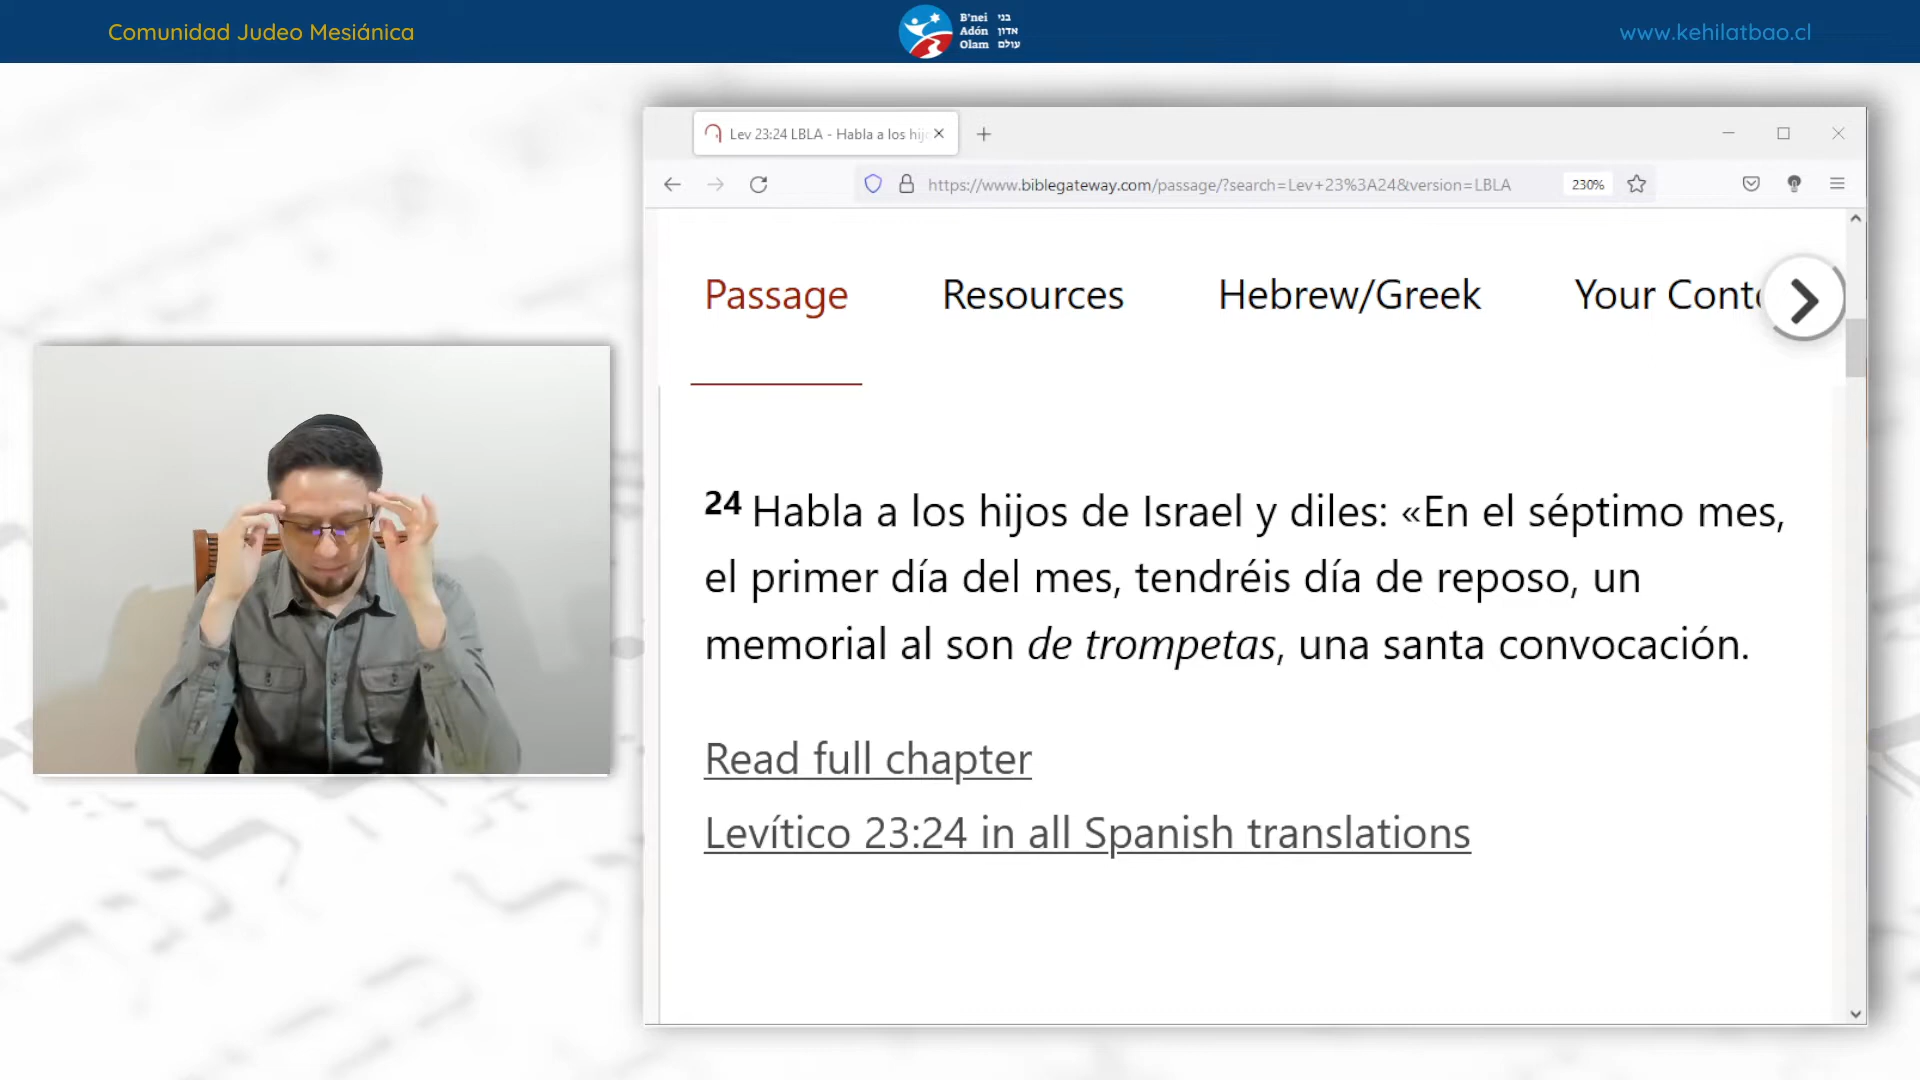 Comunidad Judeo Mesiánica
B'nei בני
Adón אדון
Olam עולם
www.kehilatbao.cl
Lev 23:24 LBLA - Habla a los hij
https://www.biblegateway.com/passage/?search=Lev+23%3A24&version=LBLA
230%
Passage Resources Hebrew/Greek Your Cont
24 Habla a los hijos de Israel y diles: «En el séptimo mes,
el primer día del mes, tendréis día de reposo, un
memorial al son de trompetas, una santa convocación.
Read full chapter
Levítico 23:24 in all Spanish translations